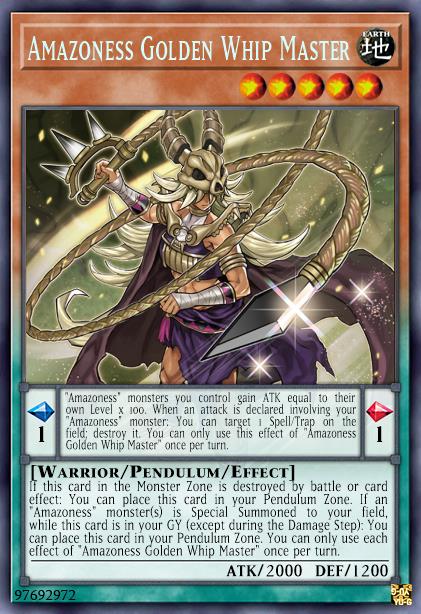 Amazoness Golden Whip Master
EARTH
地
"Amazoness" monsters you control gain ATK equal to their
own Level x 100. When an attack is declared involving your
"Amazoness" monster: You can target 1 Spell/Trap on the
field; destroy it. You can only use this effect of "Amazoness
Golden Whip Master" once per turn.
1
1
[Warrior/Pendulum/Effect]
If this card in the Monster Zone is destroyed by battle or card
effect: You can place this card in your Pendulum Zone. If an
"Amazoness" monster(s) is Special Summoned to your field,
while this card is in your GY (except during the Damage Step): You
can place this card in your Pendulum Zone. You can only use each
effect of "Amazoness Golden Whip Master" once per turn.
ATK/2000 DEF/1200
97692972